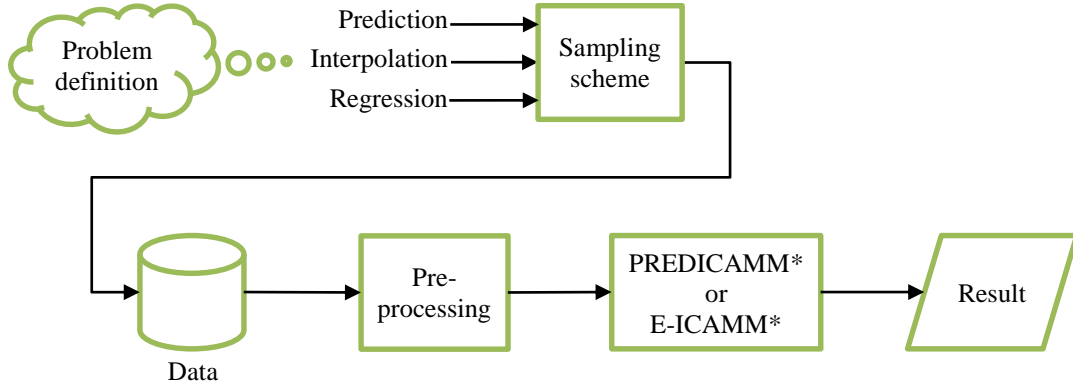 Problem
definition
Prediction
Interpolation
Regression
Sampling
scheme
Data
Pre-
processing
PREDICAMM*
or
E-ICAMM*
Result